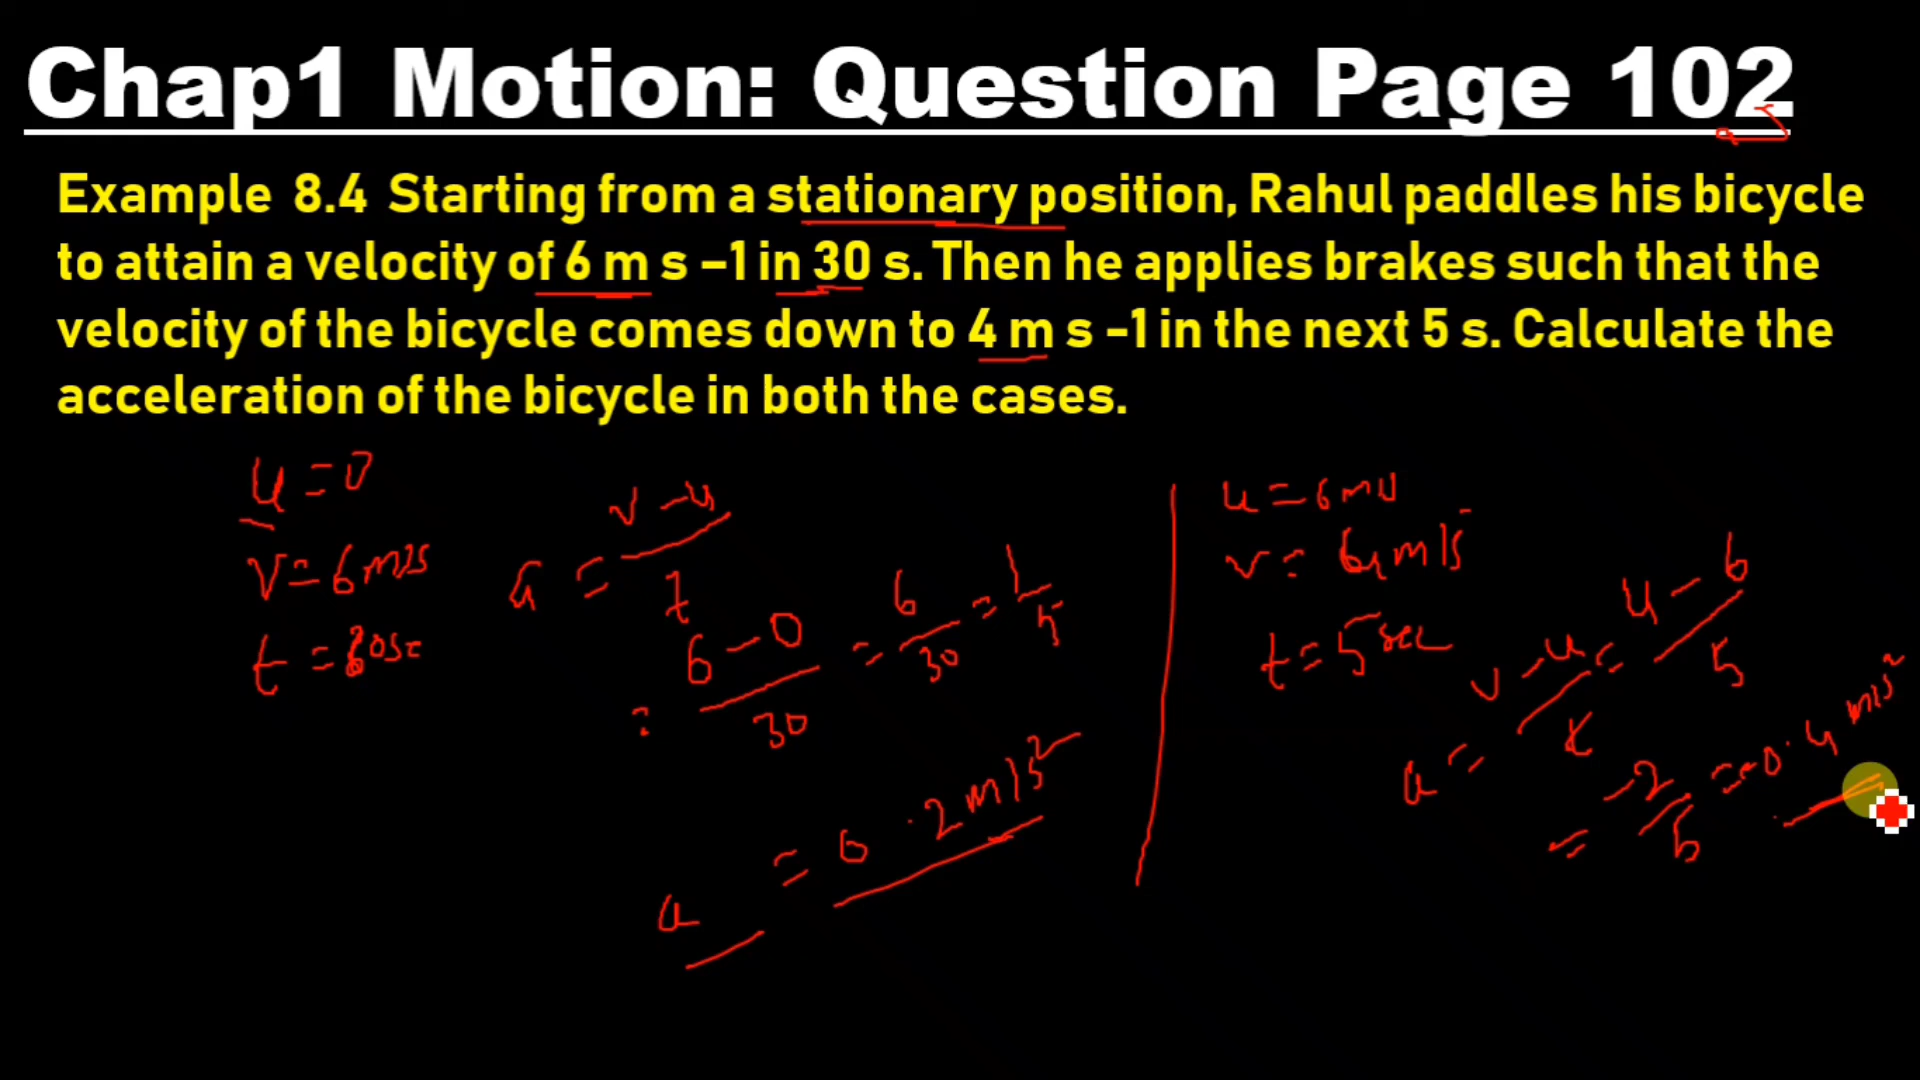 Chap1 Motion: Question Page 102
Example 8.4 Starting from a stationary position, Rahul paddles his bicycle
to attain a velocity of 6 m s –1 in 30 s. Then he applies brakes such that the
velocity of the bicycle comes down to 4 m s -1 in the next 5 s. Calculate the
acceleration of the bicycle in both the cases.
u = 0
v = 6 m/s
t =
a = v - u / t
= 6 - 0 / 30 = 6 / 30 = 1 / 5
a = 0.2 m/s²
u = 6 m/s
v = 4 m/s
t = 5 sec
a = v - u / t = 4 - 6 / 5
= -2 / 5 = -0.4 m/s²